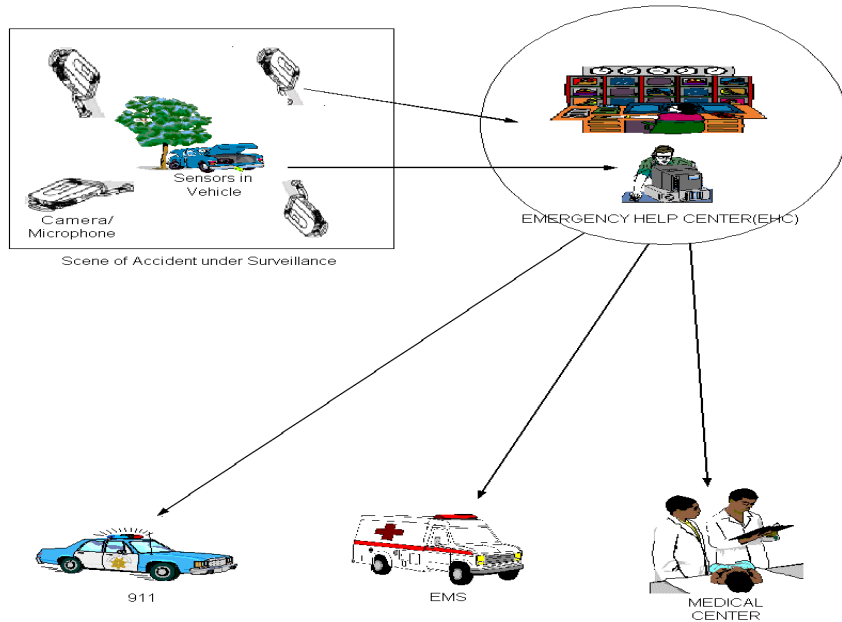 Sensors in
Vehicle
Camera/
Microphone
EMERGENCY HELP CENTER(EHC)
Scene of Accident under Surveillance
911
EMS
MEDICAL
CENTER